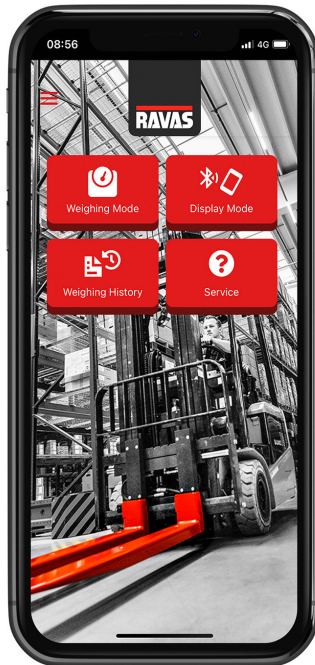 08:56
4G
RAVAS
Weighing Mode
Display Mode
Weighing History
Service